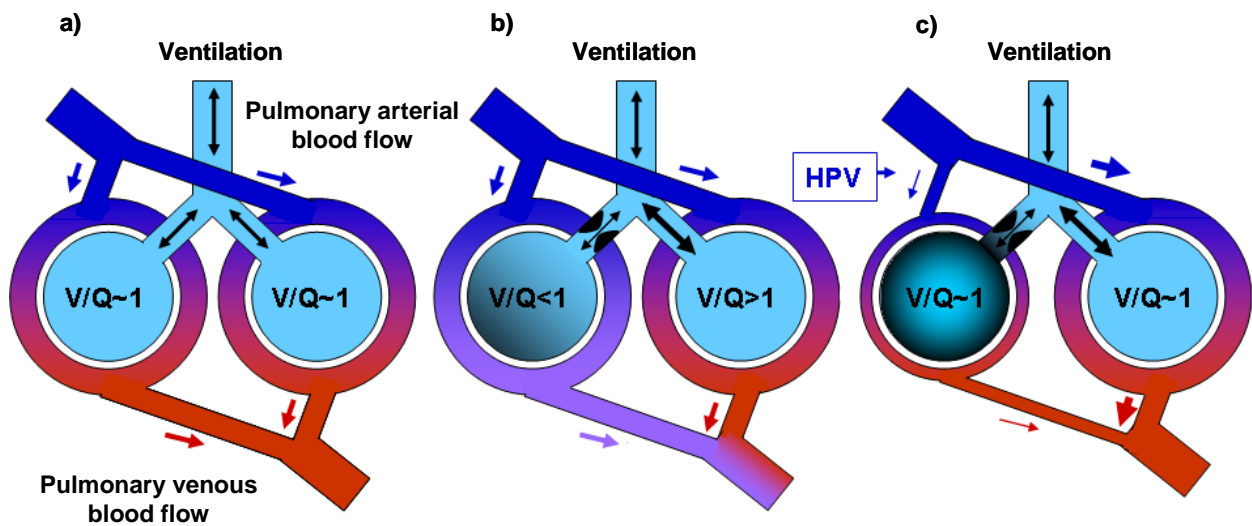 a)
Ventilation
Pulmonary arterial
blood flow
V/Q~1
V/Q~1
Pulmonary venous
blood flow
b)
Ventilation
V/Q<1
V/Q>1
c)
Ventilation
HPV
V/Q~1
V/Q~1